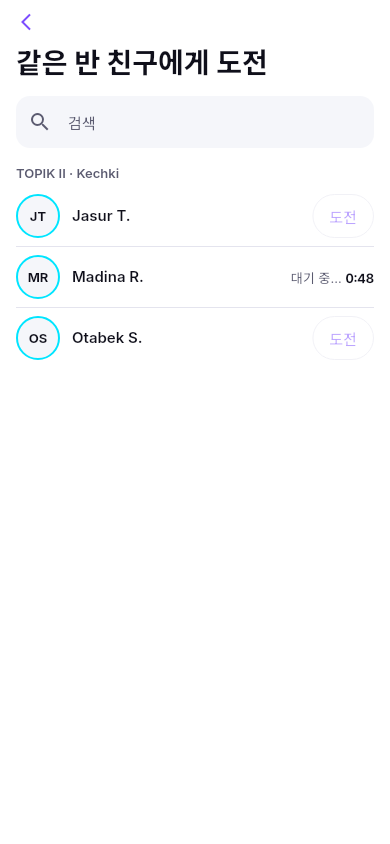 같은 반 친구에게 도전
검색
TOPIK II · Kechki
JT Jasur T. 도전
MR Madina R. 대기 중... 0:48
OS Otabek S. 도전